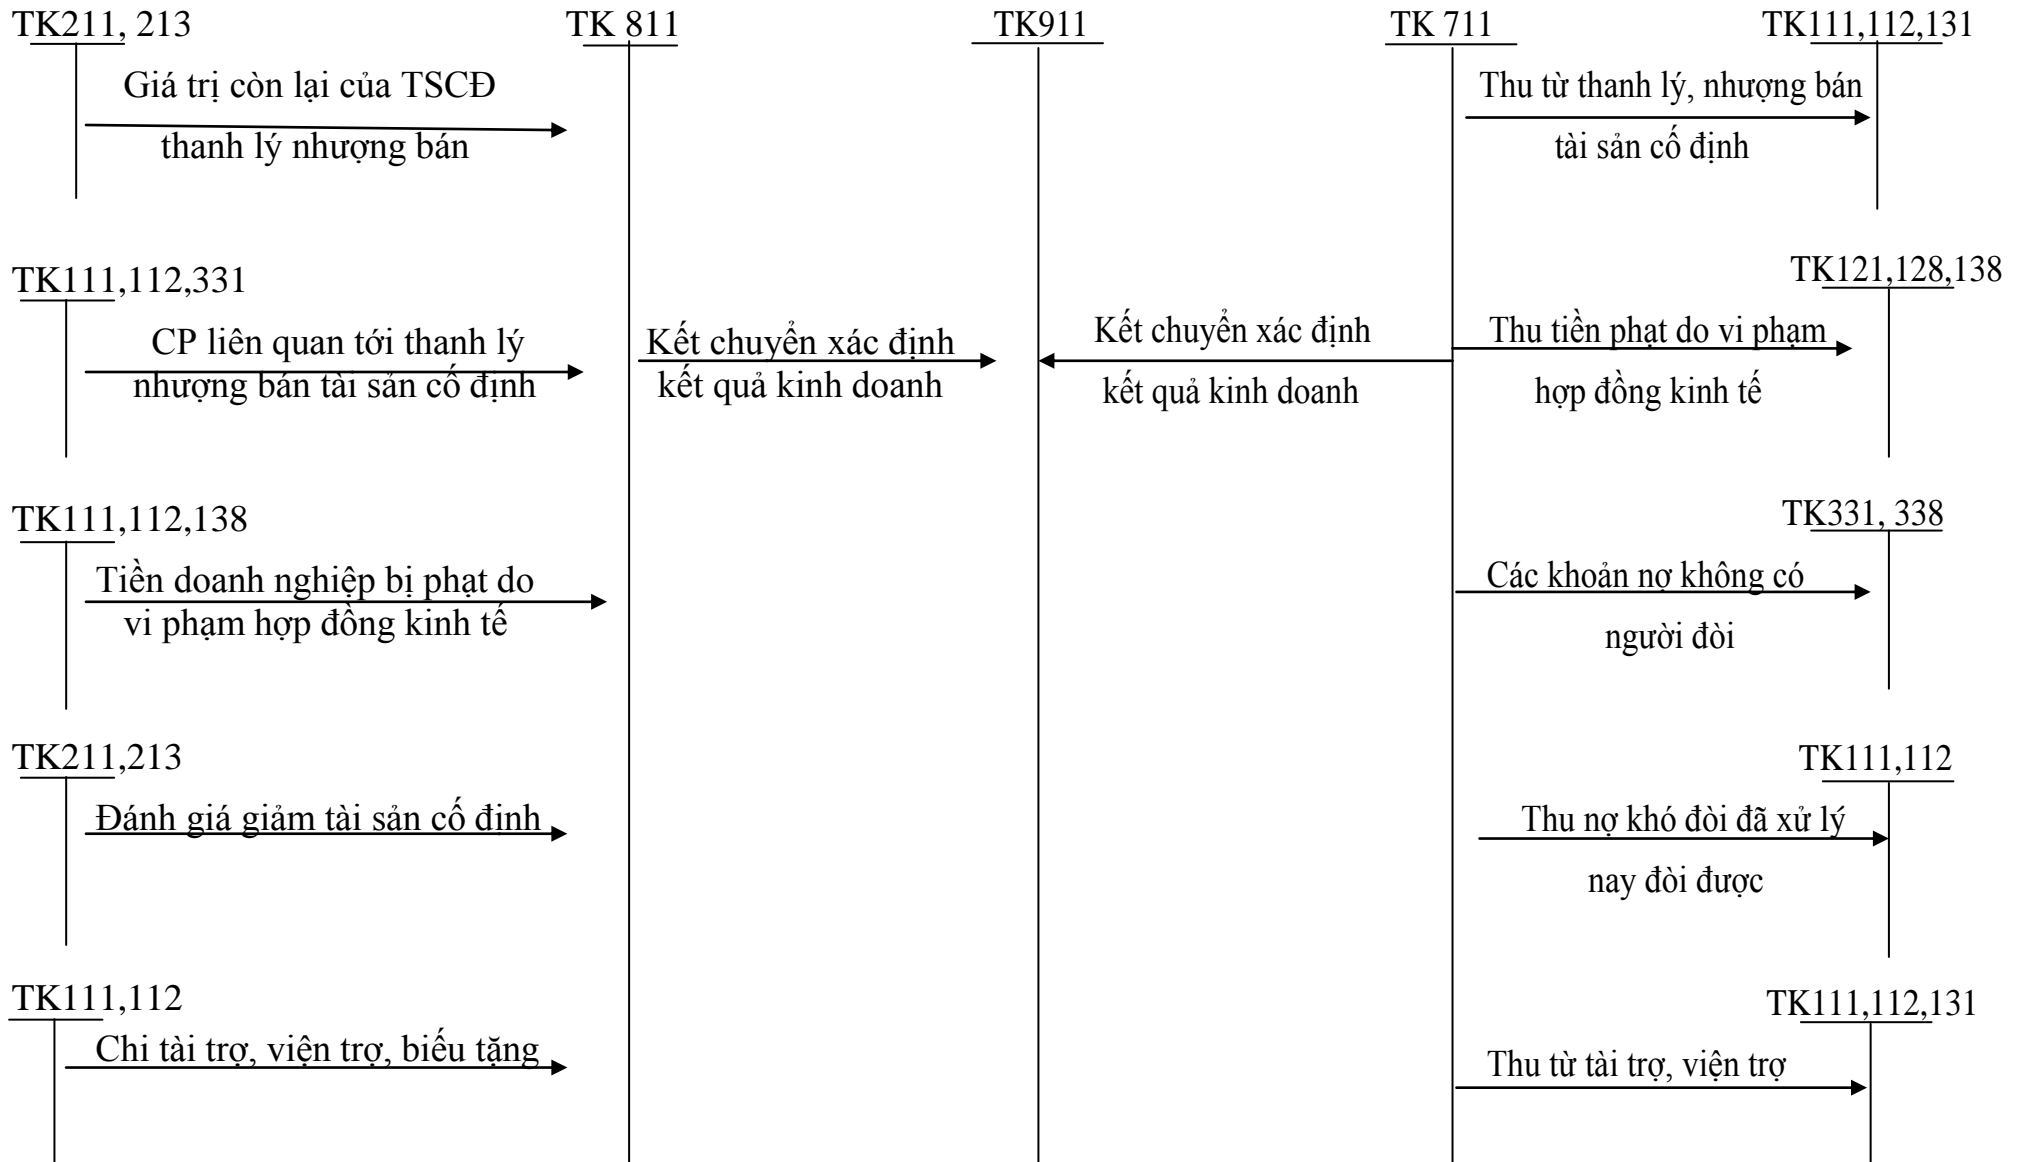 TK211, 213
TK 811
TK911
TK 711
TK111,112,131
Giá trị còn lại của TSCĐ
thanh lý nhượng bán
Thu từ thanh lý, nhượng bán
tài sản cố định
TK111,112,331
TK121,128,138
CP liên quan tới thanh lý
nhượng bán tài sản cố định
Kết chuyển xác định
kết quả kinh doanh
Kết chuyển xác định
kết quả kinh doanh
Thu tiền phạt do vi phạm
hợp đồng kinh tế
TK111,112,138
TK331, 338
Tiền doanh nghiệp bị phạt do
vi phạm hợp đồng kinh tế
Các khoản nợ không có
người đòi
TK211,213
TK111,112
Đánh giá giảm tài sản cố định
Thu nợ khó đòi đã xử lý
nay đòi được
TK111,112
TK111,112,131
Chi tài trợ, viện trợ, biếu tặng
Thu từ tài trợ, viện trợ